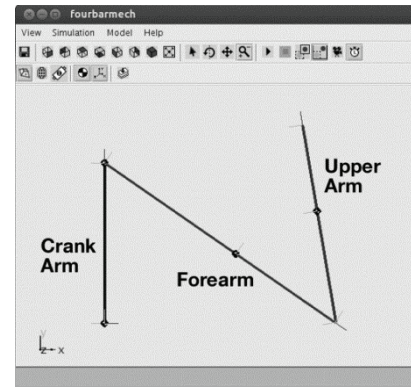 fourbarmech
View Simulation Model Help
Upper
Arm
Crank
Arm
Forearm
y
z x